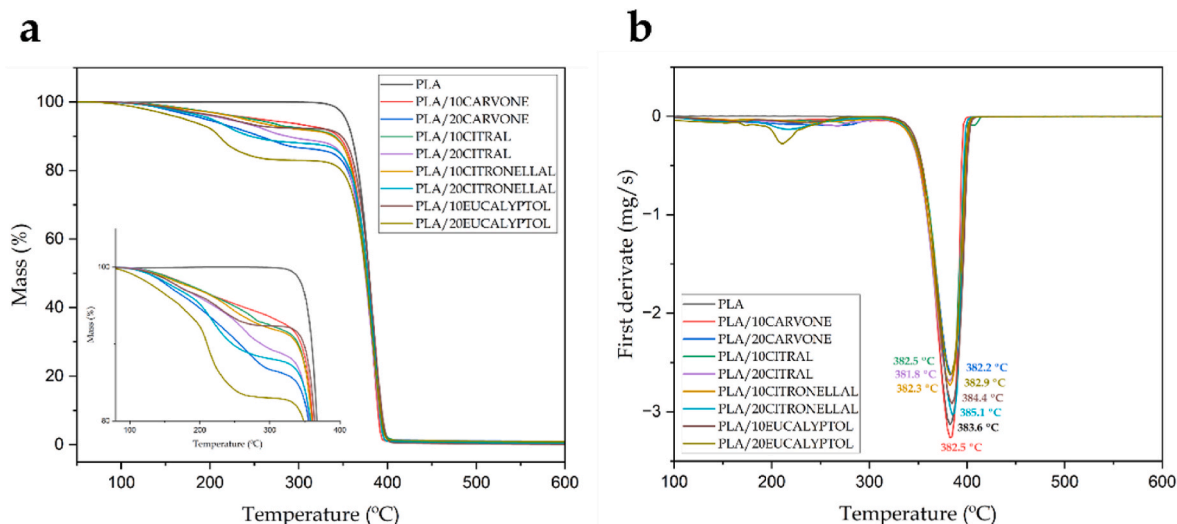 a
100
80
60
40
20
0
Mass (%)
100
200
300
400
500
600
Temperature (ºC)
PLA
PLA/10CARVONE
PLA/20CARVONE
PLA/10CITRAL
PLA/20CITRAL
PLA/10CITRONELLAL
PLA/20CITRONELLAL
PLA/10EUCALYPTOL
PLA/20EUCALYPTOL
100
80
Mass (%)
100
200
300
400
Temperature (ºC)
b
0
−1
−2
−3
First derivate (mg/s)
100
200
300
400
500
600
Temperature (ºC)
PLA
PLA/10CARVONE
PLA/20CARVONE
PLA/10CITRAL
PLA/20CITRAL
PLA/10CITRONELLAL
PLA/20CITRONELLAL
PLA/10EUCALYPTOL
PLA/20EUCALYPTOL
382.5 °C
381.8 °C
382.3 °C
382.2 °C
382.9 °C
384.4 °C
385.1 °C
383.6 °C
382.5 °C